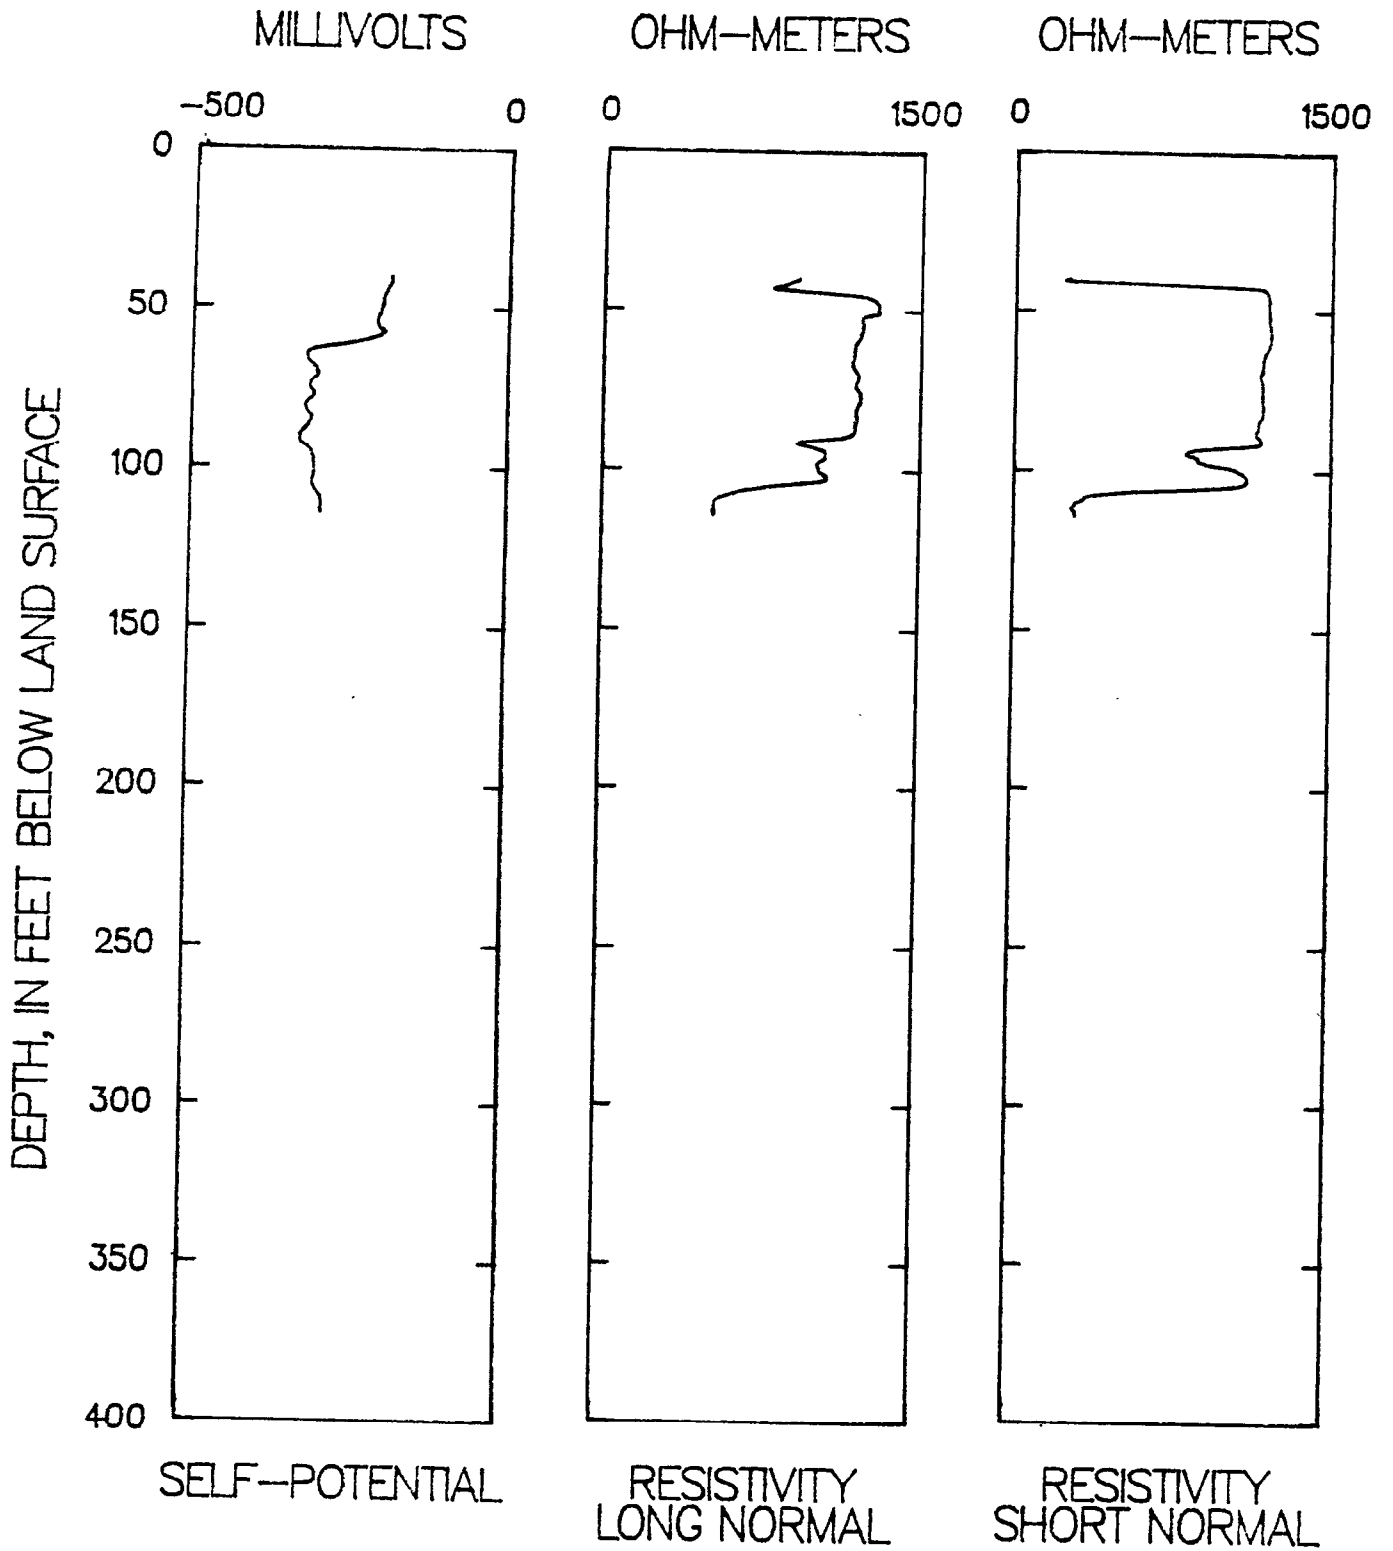 MILLIVOLTS
OHM-METERS
OHM-METERS
-500 0
0 1500
0 1500
0
50
100
150
200
250
300
350
400
DEPTH, IN FEET BELOW LAND SURFACE
SELF-POTENTIAL
RESISTIVITY
LONG NORMAL
RESISTIVITY
SHORT NORMAL